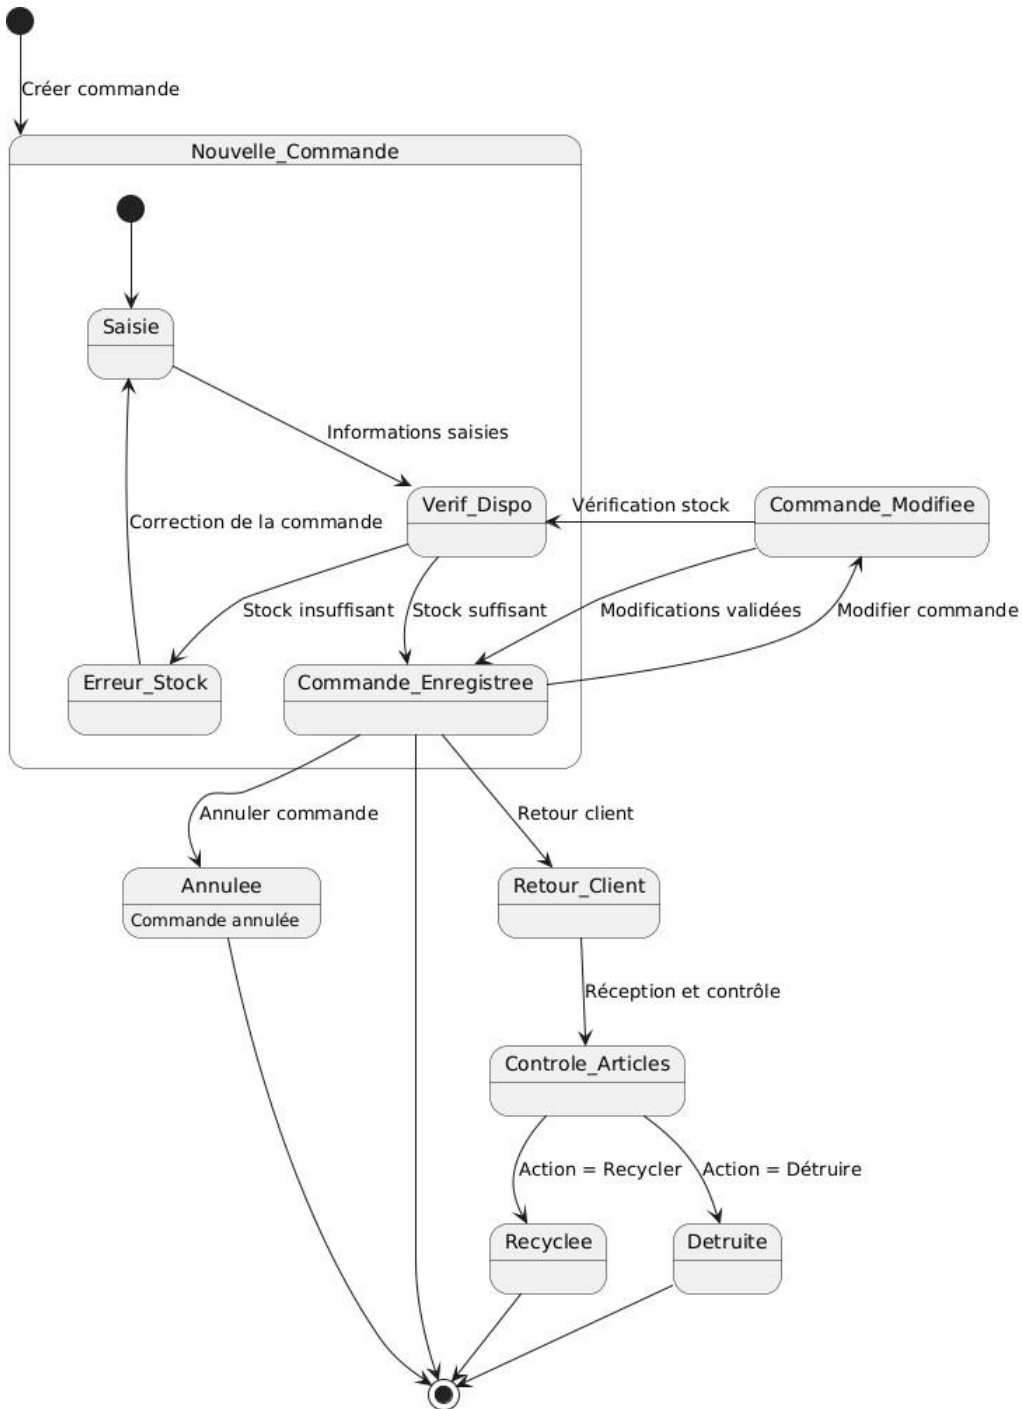 Créer commande
Nouvelle_Commande
Saisie
Informations saisies
Verif_Dispo
Vérification stock
Commande_Modifiee
Correction de la commande
Stock insuffisant
Stock suffisant
Modifications validées
Modifier commande
Erreur_Stock
Commande_Enregistree
Annuler commande
Retour client
Annulee
Commande annulée
Retour_Client
Réception et contrôle
Controle_Articles
Action = Recycler
Action = Détruire
Recyclee
Detruite